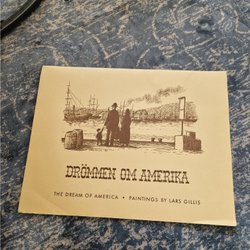 DRÖMMEN OM AMERIKA
THE DREAM OF AMERICA • PAINTINGS BY LARS GILLIS